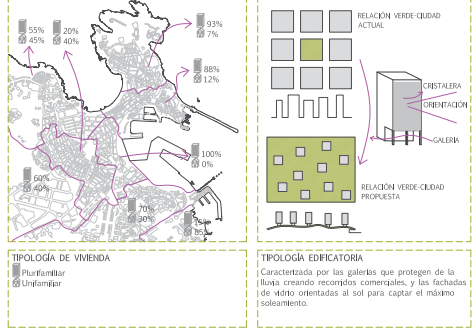 55%
45%
20%
40%
93%
7%
88%
12%
100%
0%
60%
40%
70%
30%
15%
85%
TIPOLOGÍA DE VIVIENDA
Plurifamiliar
Unifamiliar
RELACIÓN VERDE-CIUDAD
ACTUAL
CRISTALERA
ORIENTACIÓN
GALERÍA
RELACIÓN VERDE-CIUDAD
PROPUESTA
TIPOLOGÍA EDIFICATORIA
Caracterizada por las galerías que protegen de la
lluvia creando recorridos comerciales, y las fachadas
de vidrio orientadas al sol para captar el máximo
soleamiento.